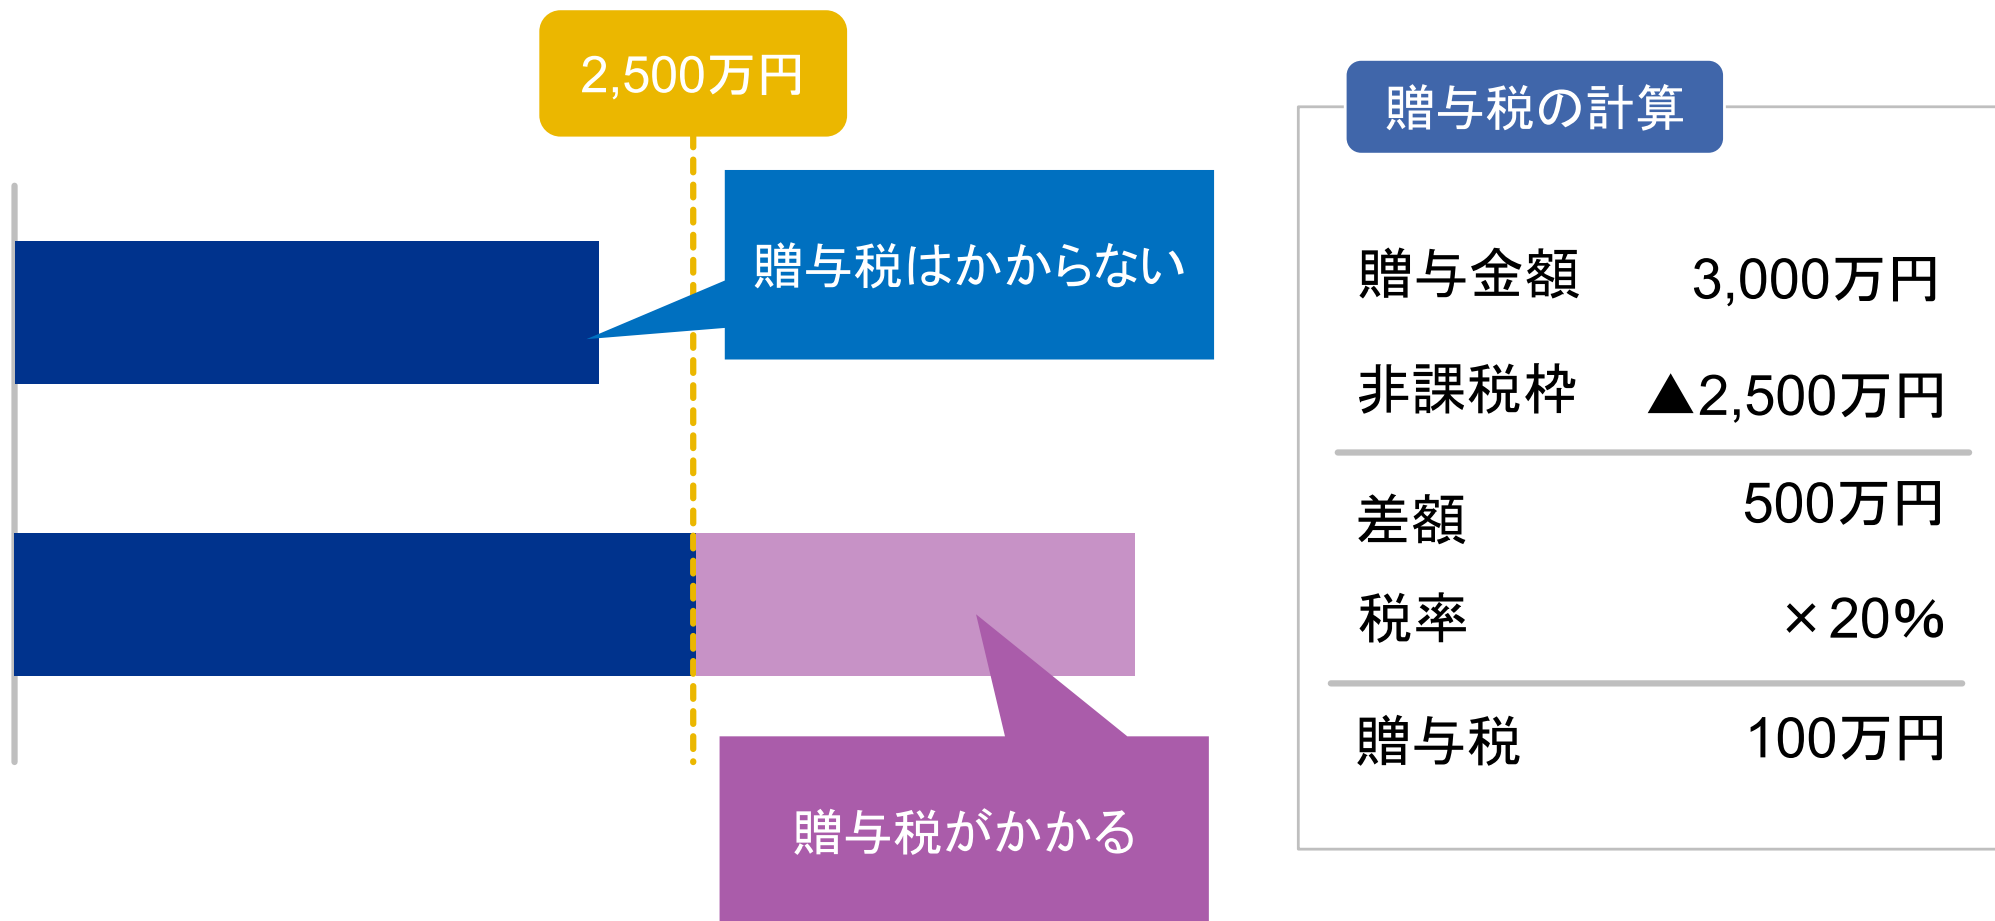 2,500万円
贈与税はかからない
贈与税がかかる
贈与税の計算
贈与金額 3,000万円
非課税枠 ▲2,500万円
差額 500万円
税率 ×20%
贈与税 100万円